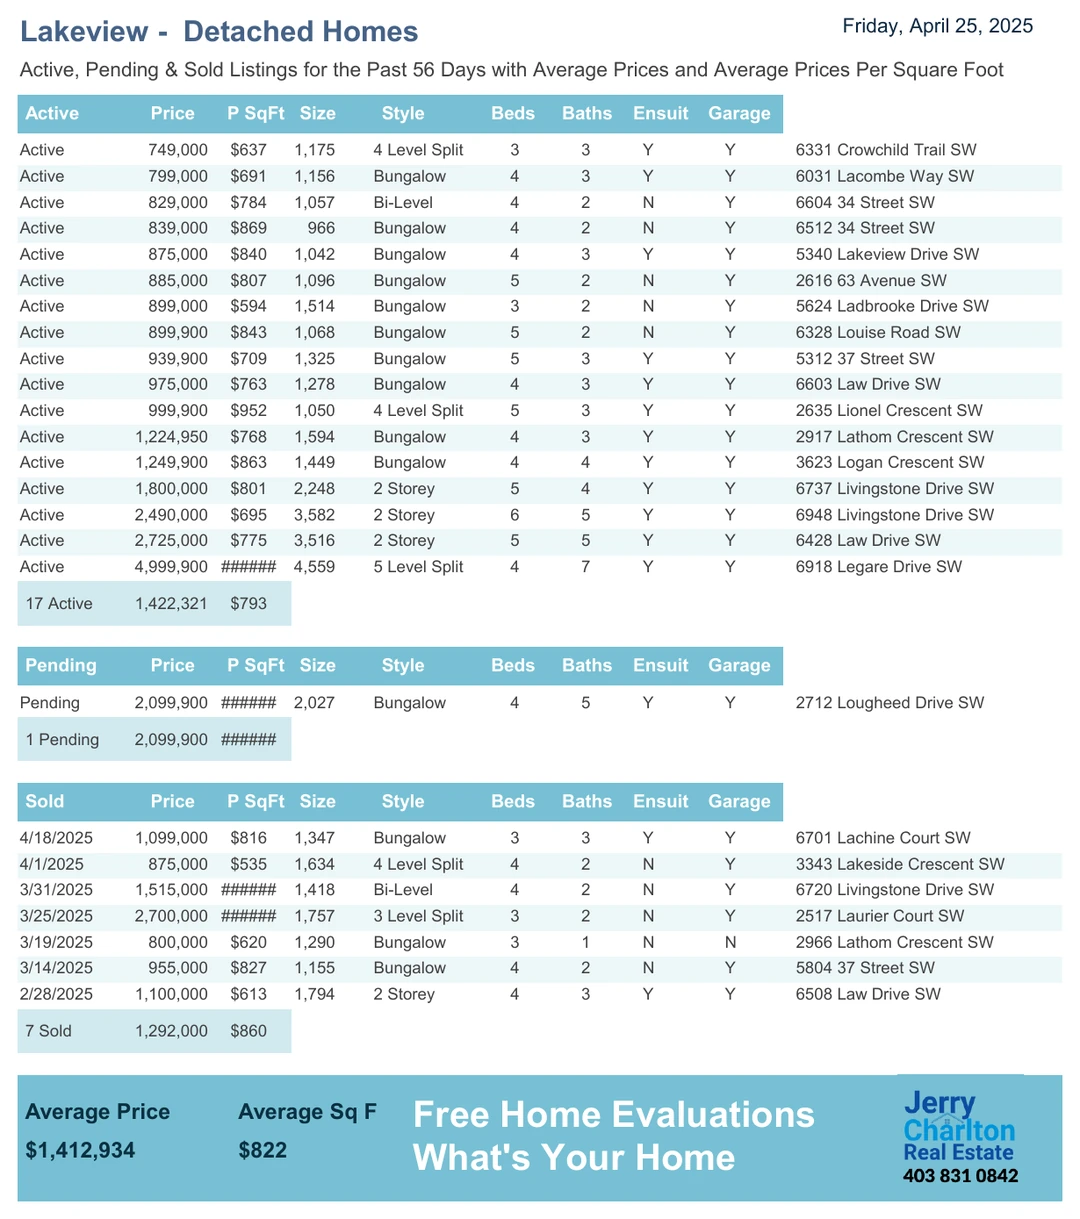 Lakeview - Detached Homes
Friday, April 25, 2025
Active, Pending & Sold Listings for the Past 56 Days with Average Prices and Average Prices Per Square Foot
Active Price P SqFt Size Style Beds Baths Ensuit Garage
Active 749,000 $637 1,175 4 Level Split 3 3 Y Y 6331 Crowchild Trail SW
Active 799,000 $691 1,156 Bungalow 4 3 Y Y 6031 Lacombe Way SW
Active 829,000 $784 1,057 Bi-Level 4 2 N Y 6604 34 Street SW
Active 839,000 $869 966 Bungalow 4 2 N Y 6512 34 Street SW
Active 875,000 $840 1,042 Bungalow 4 3 Y Y 5340 Lakeview Drive SW
Active 885,000 $807 1,096 Bungalow 5 2 N Y 2616 63 Avenue SW
Active 899,000 $594 1,514 Bungalow 3 2 N Y 5624 Ladbrooke Drive SW
Active 899,900 $843 1,068 Bungalow 5 2 N Y 6328 Louise Road SW
Active 939,900 $709 1,325 Bungalow 5 3 Y Y 5312 37 Street SW
Active 975,000 $763 1,278 Bungalow 4 3 Y Y 6603 Law Drive SW
Active 999,900 $952 1,050 4 Level Split 5 3 Y Y 2635 Lionel Crescent SW
Active 1,224,950 $768 1,594 Bungalow 4 3 Y Y 2917 Lathom Crescent SW
Active 1,249,900 $863 1,449 Bungalow 4 4 Y Y 3623 Logan Crescent SW
Active 1,800,000 $801 2,248 2 Storey 5 4 Y Y 6737 Livingstone Drive SW
Active 2,490,000 $695 3,582 2 Storey 6 5 Y Y 6948 Livingstone Drive SW
Active 2,725,000 $775 3,516 2 Storey 5 5 Y Y 6428 Law Drive SW
Active 4,999,900 ###### 4,559 5 Level Split 4 7 Y Y 6918 Legare Drive SW
17 Active 1,422,321 $793
Pending Price P SqFt Size Style Beds Baths Ensuit Garage
Pending 2,099,900 ###### 2,027 Bungalow 4 5 Y Y 2712 Lougheed Drive SW
1 Pending 2,099,900 ######
Sold Price P SqFt Size Style Beds Baths Ensuit Garage
4/18/2025 1,099,000 $816 1,347 Bungalow 3 3 Y Y 6701 Lachine Court SW
4/1/2025 875,000 $535 1,634 4 Level Split 4 2 N Y 3343 Lakeside Crescent SW
3/31/2025 1,515,000 ###### 1,418 Bi-Level 4 2 N Y 6720 Livingstone Drive SW
3/25/2025 2,700,000 ###### 1,757 3 Level Split 3 2 N Y 2517 Laurier Court SW
3/19/2025 800,000 $620 1,290 Bungalow 3 1 N N 2966 Lathom Crescent SW
3/14/2025 955,000 $827 1,155 Bungalow 4 2 N Y 5804 37 Street SW
2/28/2025 1,100,000 $613 1,794 2 Storey 4 3 Y Y 6508 Law Drive SW
7 Sold 1,292,000 $860
Average Price Average Sq F
$1,412,934 $822
Free Home Evaluations
What's Your Home
Jerry
Charlton
Real Estate
403 831 0842